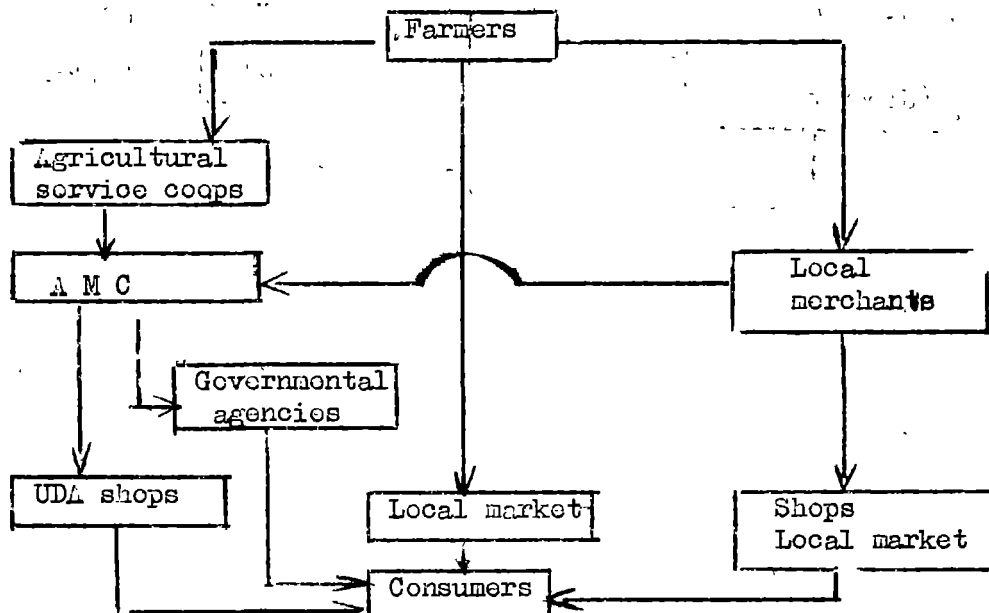 Farmers
Agricultural
service coops
A M C
Local
merchants
Governmental
agencies
UDA shops
Local market
Shops
Local market
Consumers